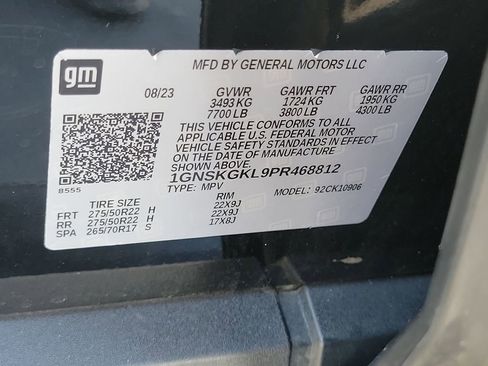 gm
MFD BY GENERAL MOTORS LLC
08/23 GVWR GAWR FRT GAWR RR
3493 KG 1724 KG 1950 KG
7700 LB 3800 LB 4300 LB
THIS VEHICLE CONFORMS TO ALL
APPLICABLE U.S. FEDERAL MOTOR
VEHICLE SAFETY STANDARDS IN EFFECT
ON THE DATE OF MANUFACTURE
SHOWN ABOVE.
1GNSKGKL9PR468812
8555
TYPE: MPV MODEL: 92CK10906
TIRE SIZE RIM
FRT 275/50R22 H 22X9J
RR 275/50R22 H 22X9J
SPA 265/70R17 S 17X8J